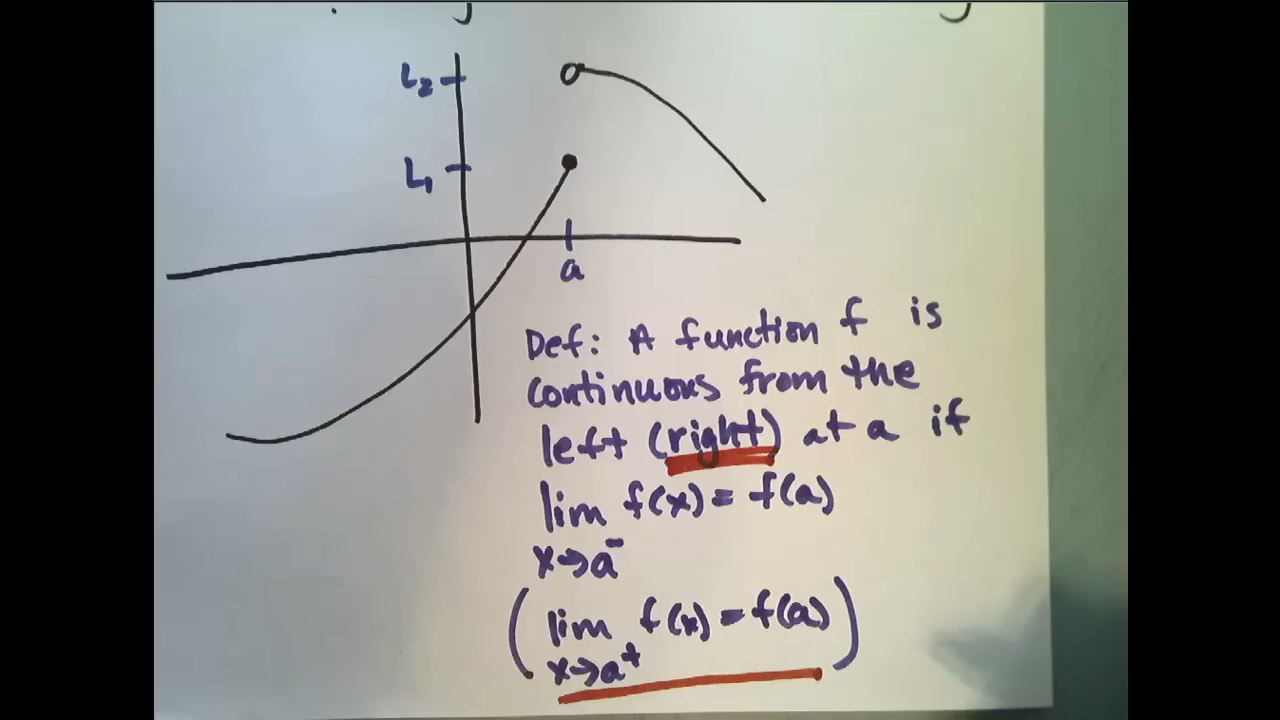 L₂
L₁
a
Def: A function f is
continuous from the
left (right) at a if
lim f(x) = f(a)
x→a⁻
(lim f(x) = f(a))
x→a⁺